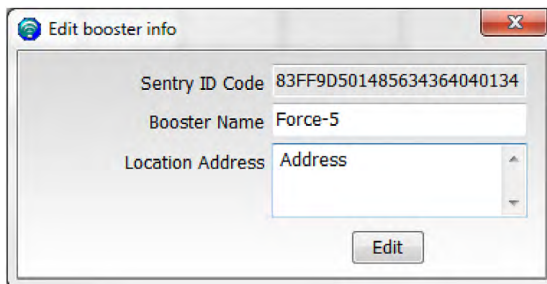 Edit booster info
Sentry ID Code 83FF9D501485634364040134
Booster Name Force-5
Location Address Address
Edit